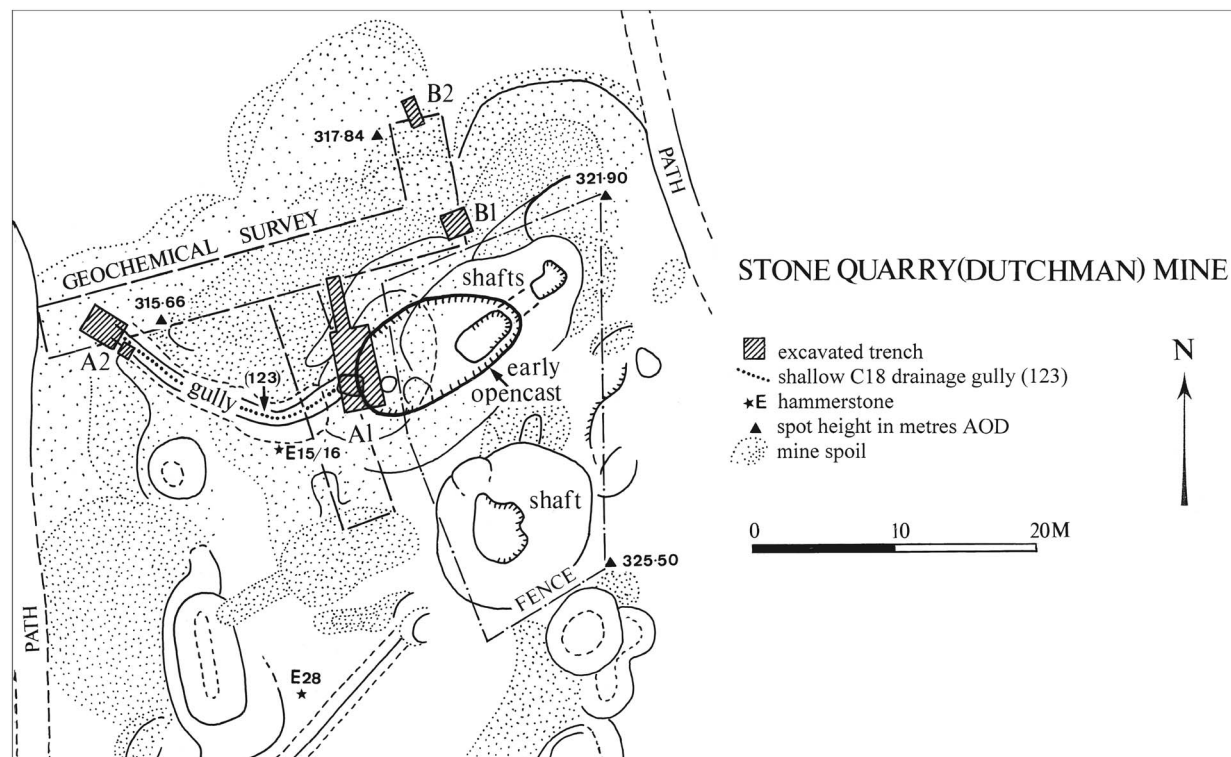 B2
317·84
PATH
321·90
GEOCHEMICAL SURVEY
B1
shafts
315·66
A2
(123)
gully
early
opencast
A1
E15/16
shaft
325·50
FENCE
PATH
E28
STONE QUARRY(DUTCHMAN) MINE
excavated trench
shallow C18 drainage gully (123)
E hammerstone
spot height in metres AOD
mine spoil
N
0 10 20M